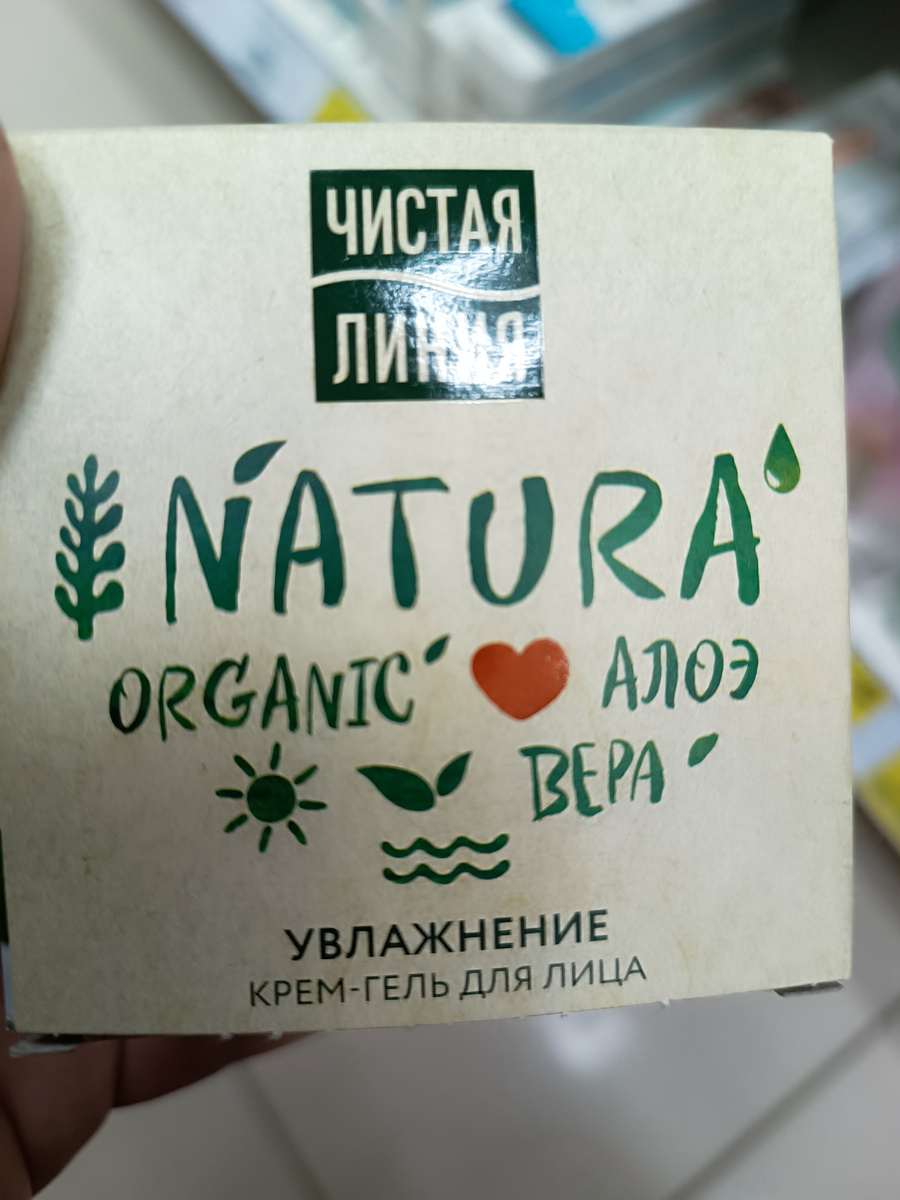 ЧИСТАЯ
ЛИНИЯ
NATURA
ORGANIC АЛОЭ
ВЕРА
УВЛАЖНЕНИЕ
КРЕМ-ГЕЛЬ ДЛЯ ЛИЦА